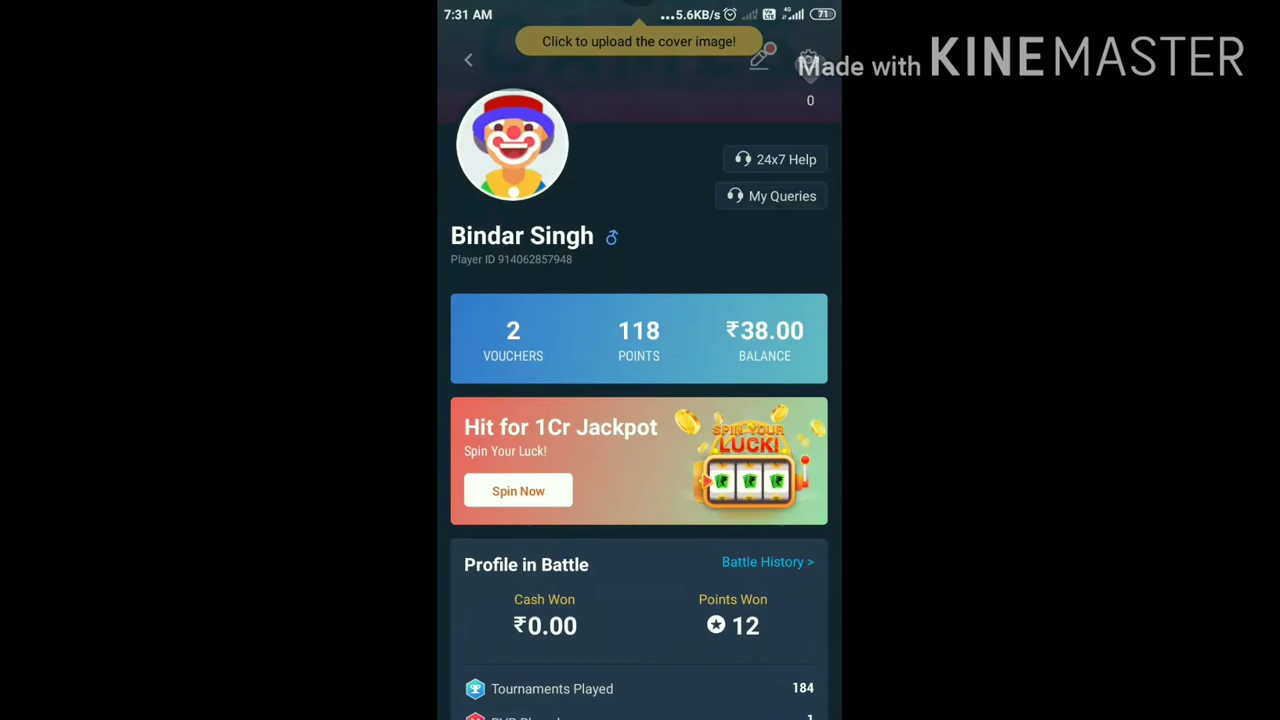 7:31 AM
...5.6KB/s
4G
71
Click to upload the cover image!
Made with KINEMASTER
0
24x7 Help
My Queries
Bindar Singh
Player ID 914062857948
2
118
₹38.00
VOUCHERS
POINTS
BALANCE
Hit for 1Cr Jackpot
Spin Your Luck!
Spin Now
SPIN YOUR
LUCK!
Profile in Battle
Battle History >
Cash Won
Points Won
₹0.00
12
Tournaments Played
184